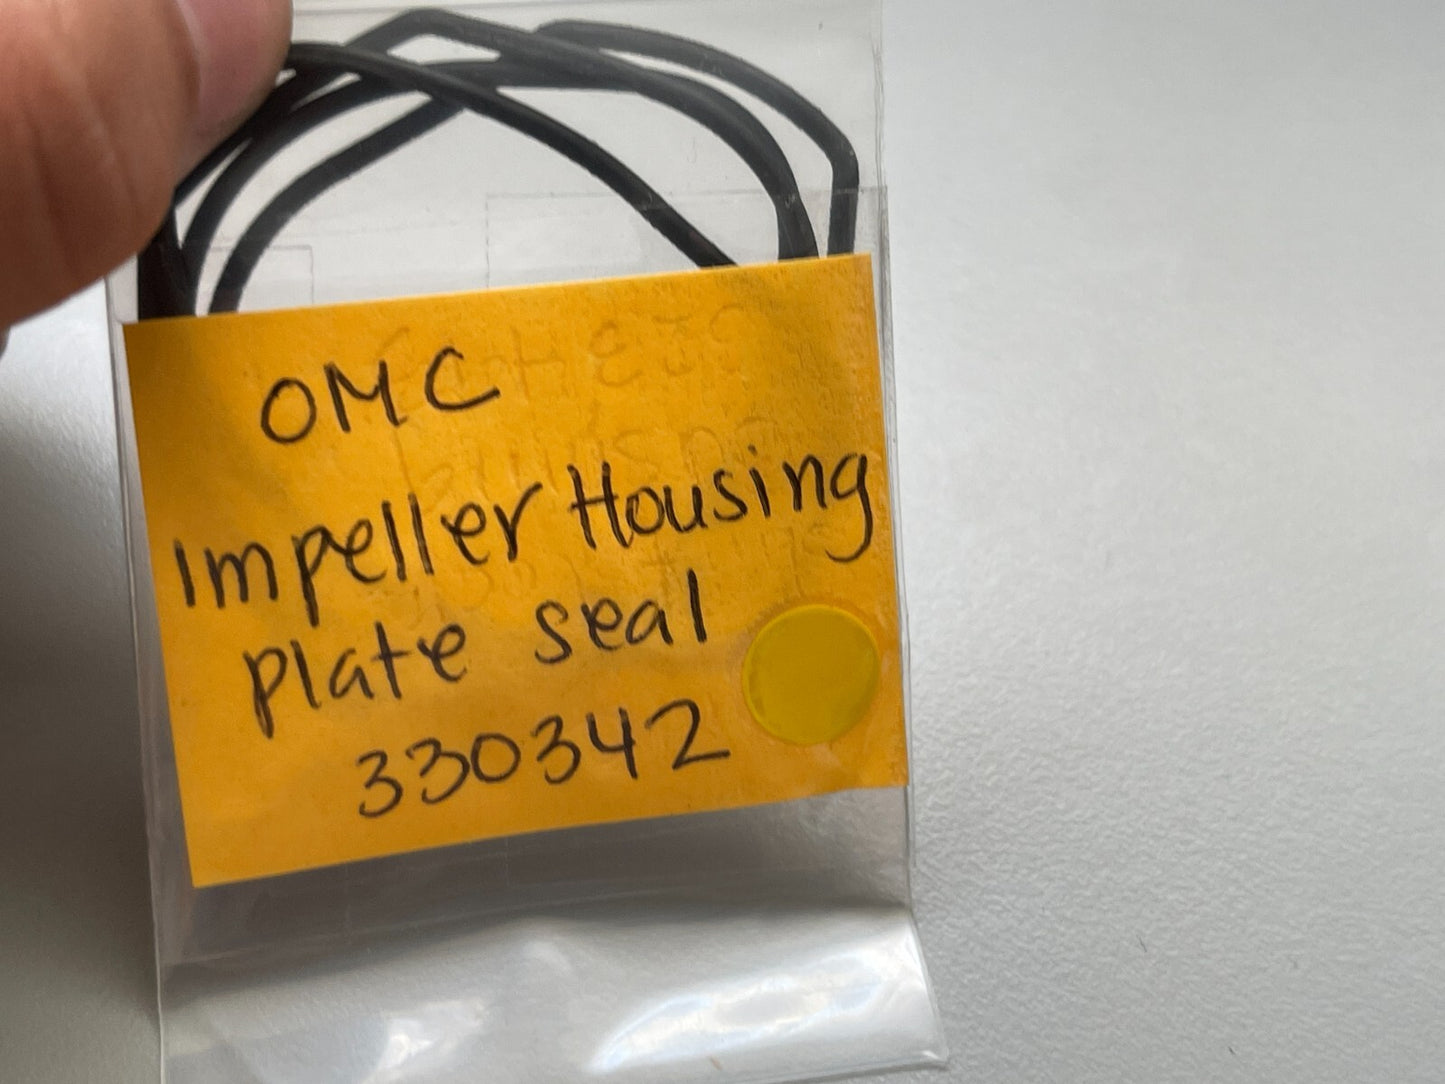 OMC
Impeller Housing
plate seal
330342